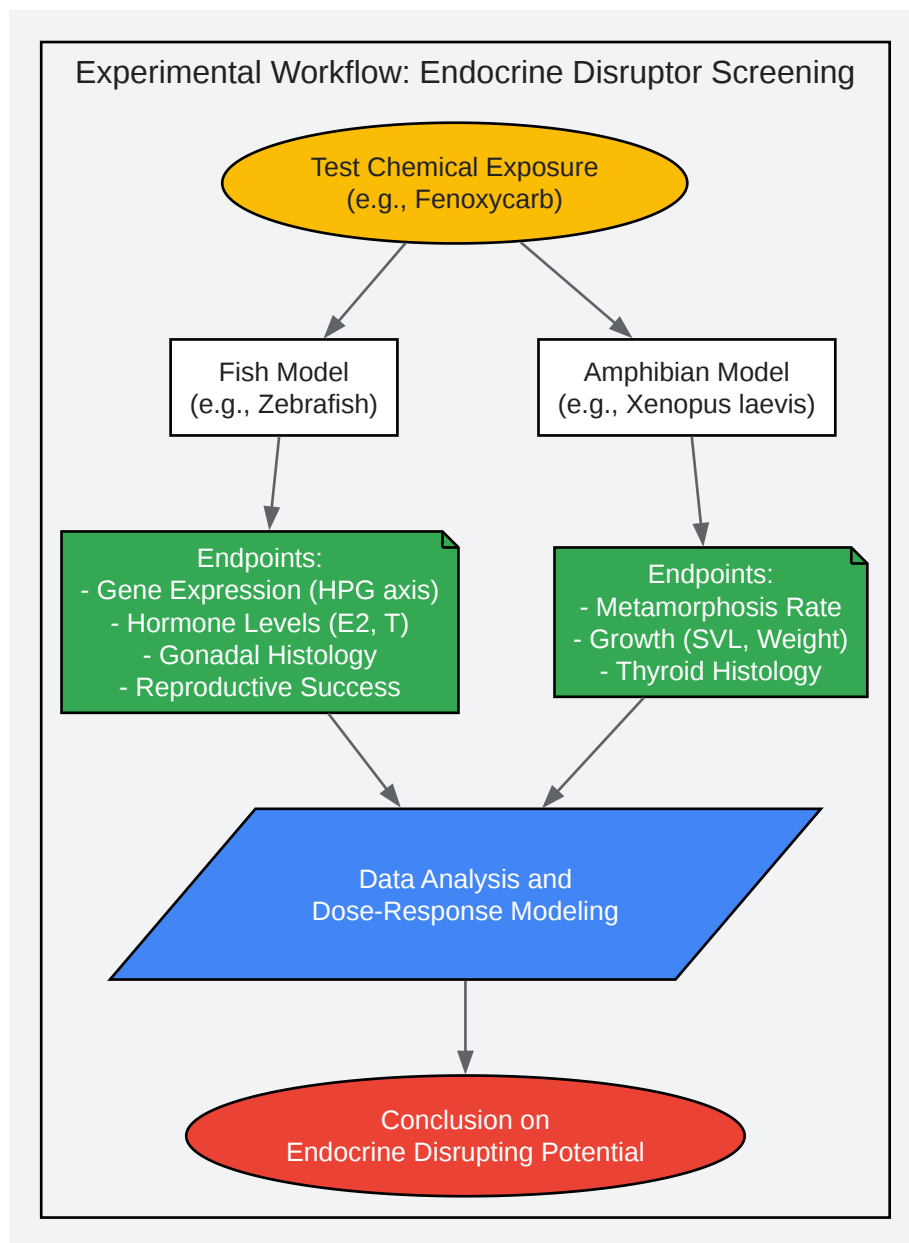 Experimental Workflow: Endocrine Disruptor Screening
Test Chemical Exposure
(e.g., Fenoxycarb)
Fish Model
(e.g., Zebrafish)
Amphibian Model
(e.g., Xenopus laevis)
Endpoints:
- Gene Expression (HPG axis)
- Hormone Levels (E2, T)
- Gonadal Histology
- Reproductive Success
Endpoints:
- Metamorphosis Rate
- Growth (SVL, Weight)
- Thyroid Histology
Data Analysis and
Dose-Response Modeling
Conclusion on
Endocrine Disrupting Potential